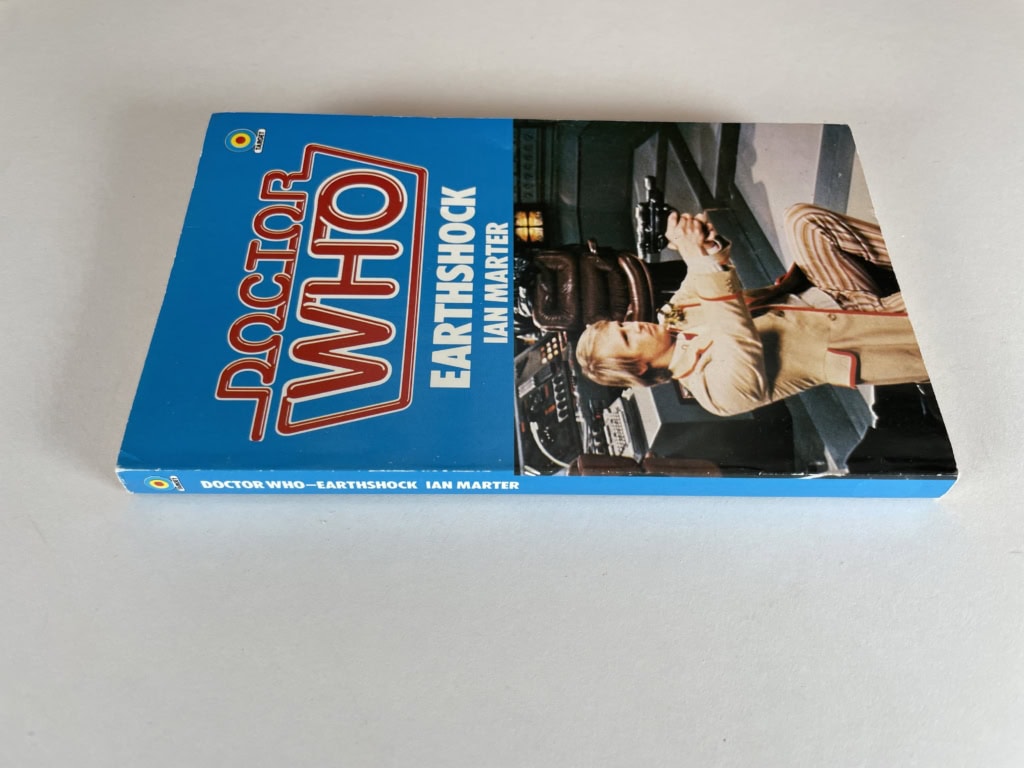 TARGET
DOCTOR
WHO
EARTHSHOCK
IAN MARTER
TARGET
DOCTOR WHO—EARTHSHOCK IAN MARTER